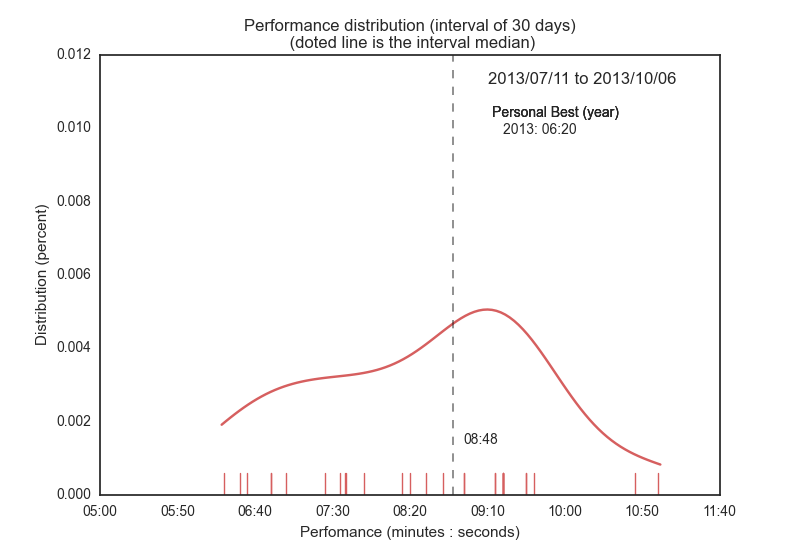 Performance distribution (interval of 30 days)
(doted line is the interval median)
0.012
2013/07/11 to 2013/10/06
Personal Best (year)
2013: 06:20
0.010
0.008
0.006
0.004
0.002
0.000
Distribution (percent)
08:48
05:00 05:50 06:40 07:30 08:20 09:10 10:00 10:50 11:40
Perfomance (minutes : seconds)